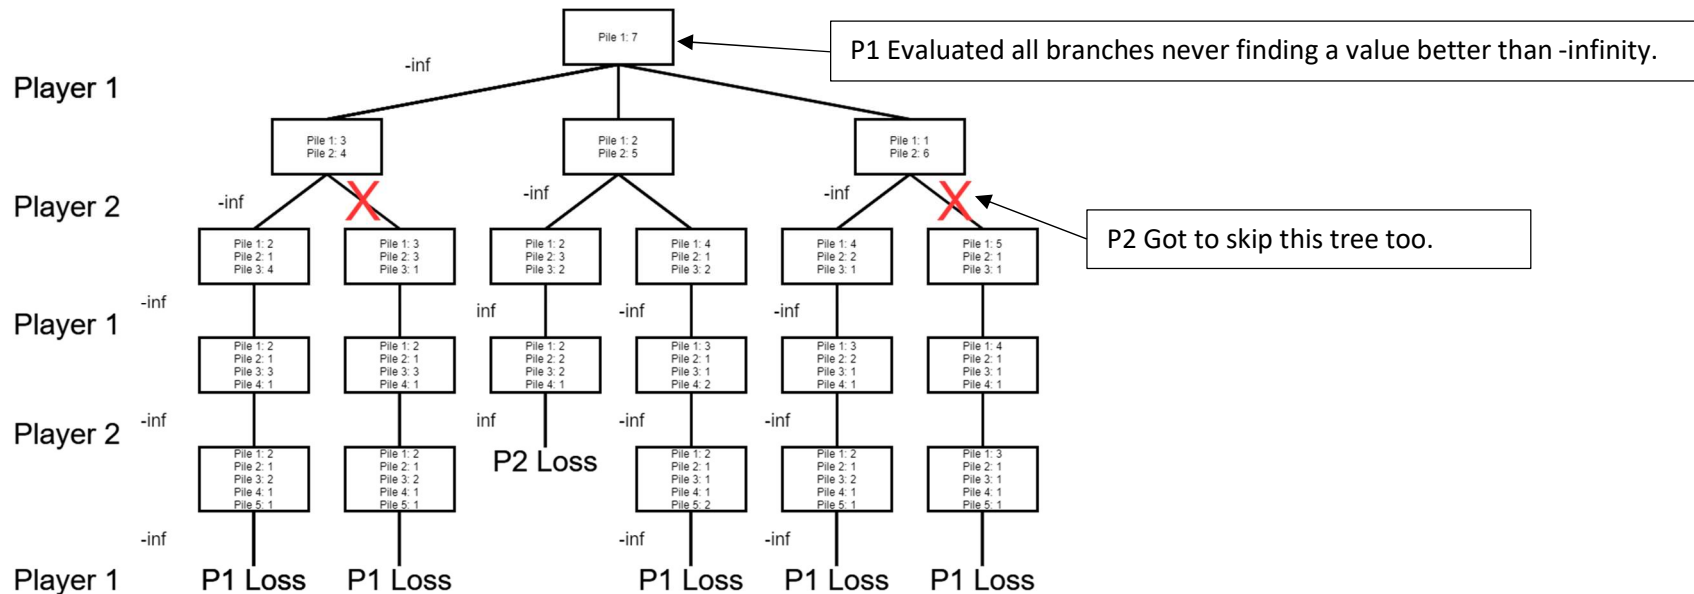 Pile 1: 7
P1 Evaluated all branches never finding a value better than -infinity.
-inf
Player 1
Pile 1: 3
Pile 2: 4
Pile 1: 2
Pile 2: 5
Pile 1: 1
Pile 2: 6
-inf
-inf
-inf
Player 2
X
X
P2 Got to skip this tree too.
Pile 1: 2
Pile 2: 1
Pile 3: 4
Pile 1: 3
Pile 2: 3
Pile 3: 1
Pile 1: 2
Pile 2: 3
Pile 3: 2
Pile 1: 4
Pile 2: 1
Pile 3: 2
Pile 1: 4
Pile 2: 2
Pile 3: 1
Pile 1: 5
Pile 2: 1
Pile 3: 1
-inf
inf
-inf
-inf
Player 1
Pile 1: 2
Pile 2: 1
Pile 3: 3
Pile 4: 1
Pile 1: 2
Pile 2: 1
Pile 3: 3
Pile 4: 1
Pile 1: 2
Pile 2: 2
Pile 3: 2
Pile 4: 1
Pile 1: 3
Pile 2: 1
Pile 3: 1
Pile 4: 2
Pile 1: 3
Pile 2: 2
Pile 3: 1
Pile 4: 1
Pile 1: 4
Pile 2: 1
Pile 3: 1
Pile 4: 1
-inf
inf
-inf
-inf
Player 2
P2 Loss
Pile 1: 2
Pile 2: 1
Pile 3: 2
Pile 4: 1
Pile 5: 1
Pile 1: 2
Pile 2: 1
Pile 3: 2
Pile 4: 1
Pile 5: 1
Pile 1: 2
Pile 2: 1
Pile 3: 1
Pile 4: 1
Pile 5: 2
Pile 1: 2
Pile 2: 1
Pile 3: 2
Pile 4: 1
Pile 5: 1
Pile 1: 3
Pile 2: 1
Pile 3: 1
Pile 4: 1
Pile 5: 1
-inf
-inf
-inf
Player 1
P1 Loss
P1 Loss
P1 Loss
P1 Loss
P1 Loss